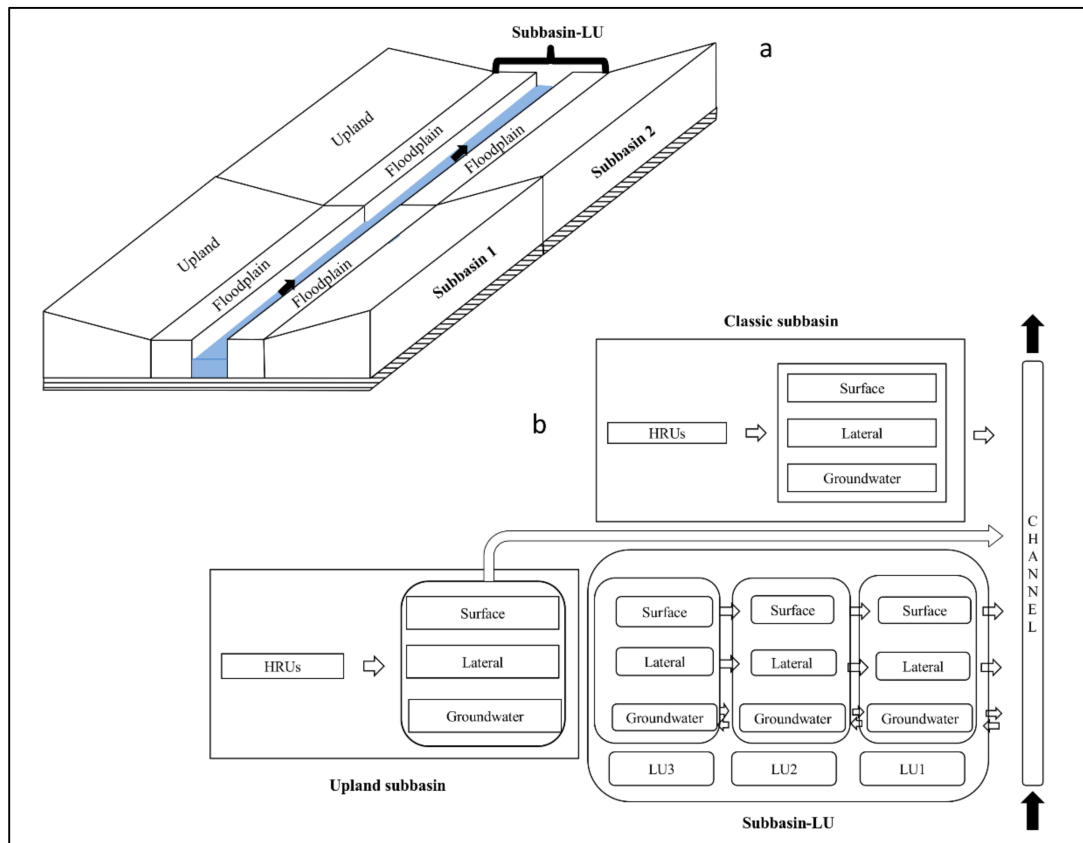 Subbasin-LU
a
Upland
Floodplain
Floodplain
Subbasin 2
Upland
Floodplain
Floodplain
Subbasin 1
Classic subbasin
b
HRUs
Surface
Lateral
Groundwater
CHANNEL
HRUs
Surface
Lateral
Groundwater
Upland subbasin
Surface
Surface
Surface
Lateral
Lateral
Lateral
Groundwater
Groundwater
Groundwater
LU3
LU2
LU1
Subbasin-LU